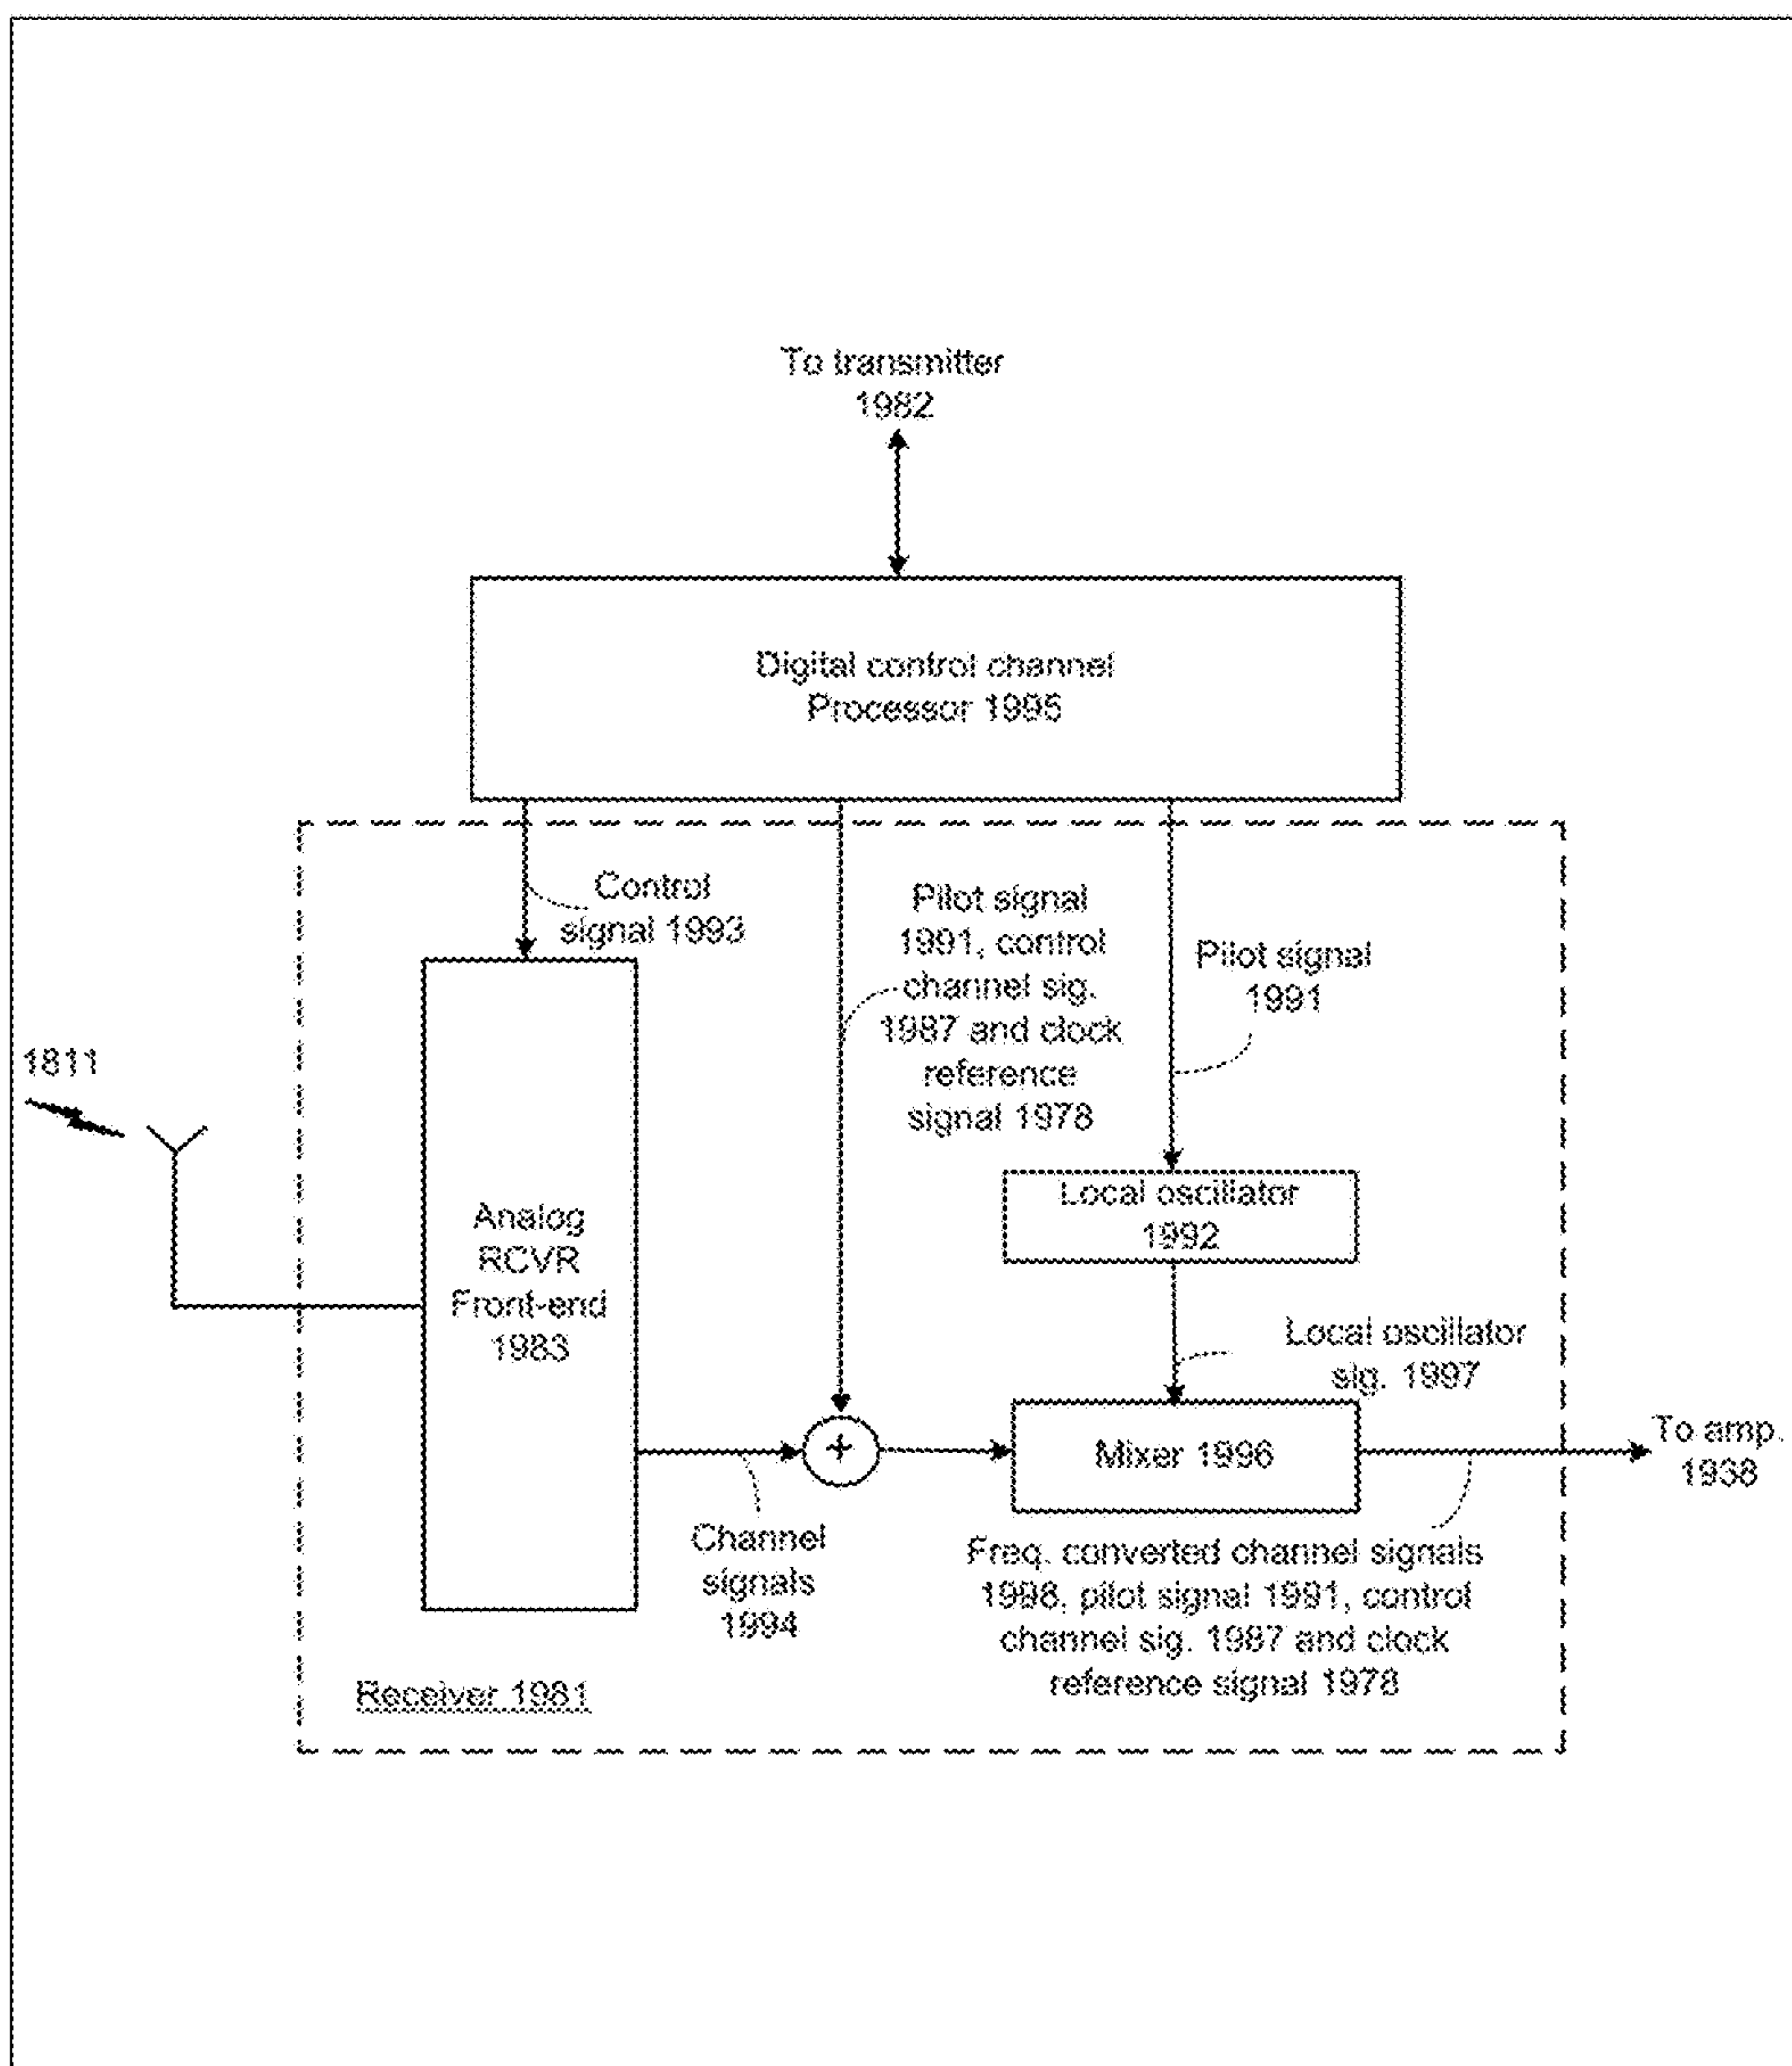 To transmitter
1982
Digital control channel
Processor 1995
Control
signal 1993
Pilot signal
1991, control
channel sig.
1987 and clock
reference
signal 1978
Pilot signal
1991
1811
Analog
RCVR
Front-end
1983
Local oscillator
1992
Local oscillator
sig. 1997
+
Mixer 1996
To amp.
1938
Channel
signals
1994
Freq. converted channel signals
1998, pilot signal 1991, control
channel sig. 1987 and clock
reference signal 1978
Receiver 1981